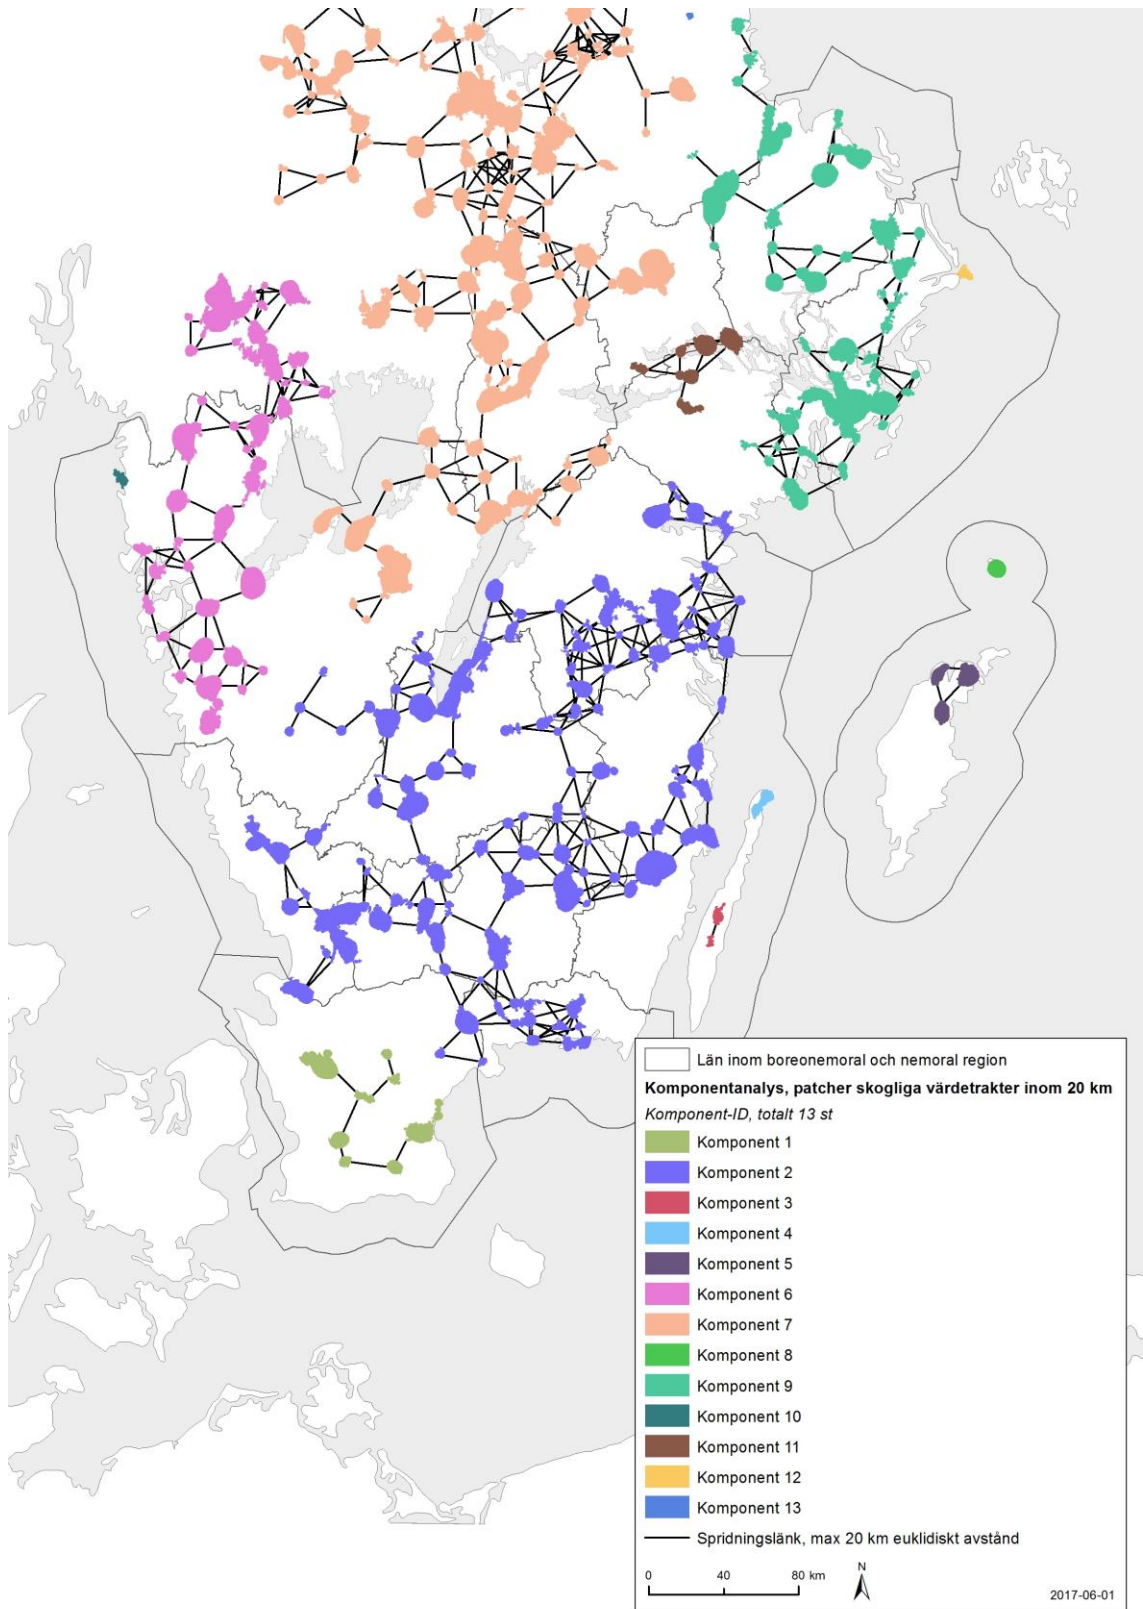 Län inom boreonemoral och nemoral region
Komponentanalys, patcher skogliga värdetrakter inom 20 km
Komponent-ID, totalt 13 st
Komponent 1
Komponent 2
Komponent 3
Komponent 4
Komponent 5
Komponent 6
Komponent 7
Komponent 8
Komponent 9
Komponent 10
Komponent 11
Komponent 12
Komponent 13
Spridningslänk, max 20 km euklidiskt avstånd
N
0 40 80 km
2017-06-01